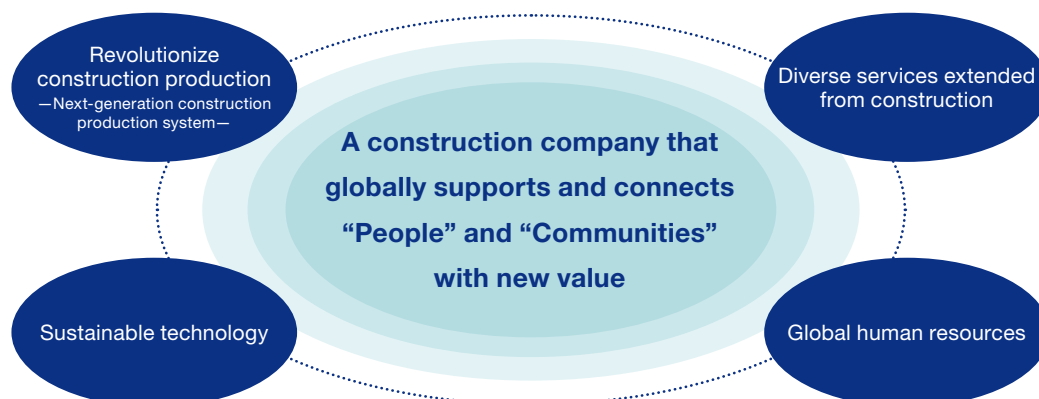 Revolutionize
construction production
—Next-generation construction
production system—
Diverse services extended
from construction
A construction company that
globally supports and connects
“People” and “Communities”
with new value
Sustainable technology
Global human resources